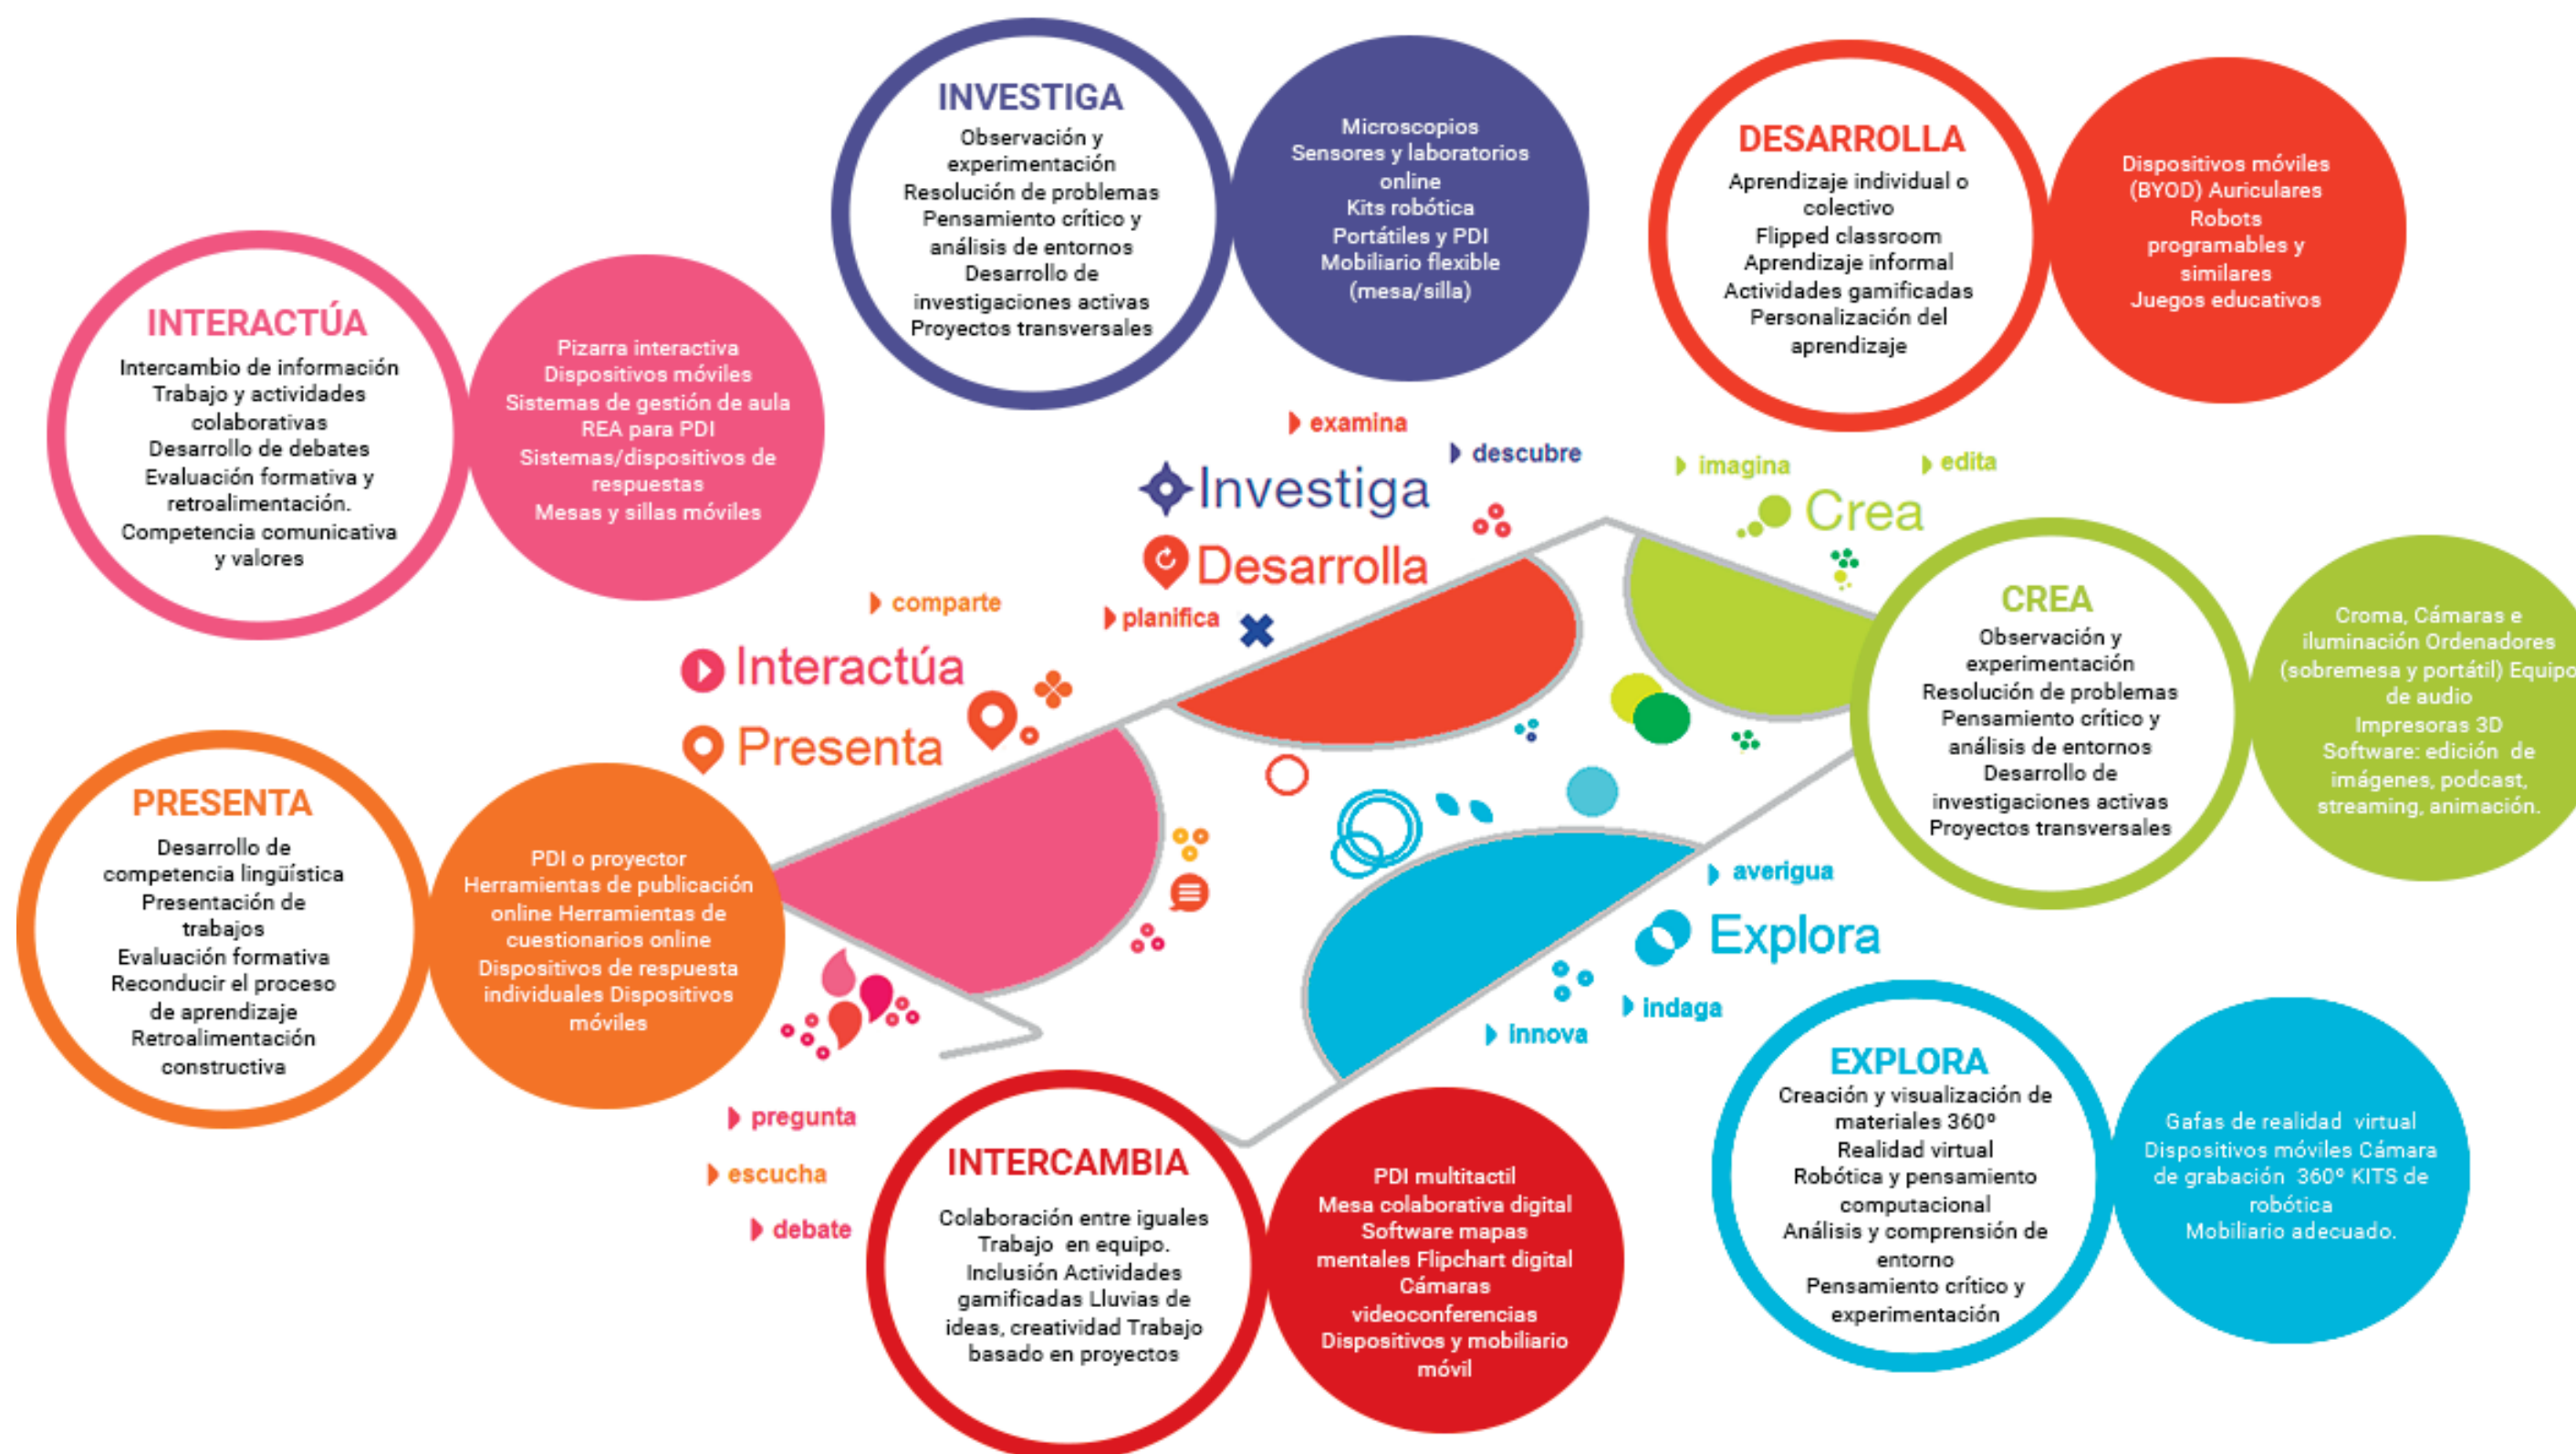 INVESTIGA
Observación y
experimentación
Resolución de problemas
Pensamiento crítico y
análisis de entornos
Desarrollo de
investigaciones activas
Proyectos transversales
Microscopios
Sensores y laboratorios
online
Kits robótica
Portátiles y PDI
Mobiliario flexible
(mesa/silla)
DESARROLLA
Aprendizaje individual o
colectivo
Flipped classroom
Aprendizaje informal
Actividades gamificadas
Personalización del
aprendizaje
Dispositivos móviles
(BYOD) Auriculares
Robots
programables y
similares
Juegos educativos
INTERACTÚA
Intercambio de información
Trabajo y actividades
colaborativas
Desarrollo de debates
Evaluación formativa y
retroalimentación.
Competencia comunicativa
y valores
Pizarra interactiva
Dispositivos móviles
Sistemas de gestión de aula
REA para PDI
Sistemas/dispositivos de
respuestas
Mesas y sillas móviles
examina
descubre
Investiga
Desarrolla
planifica
imagina
edita
Crea
comparte
Interactúa
Presenta
CREA
Observación y
experimentación
Resolución de problemas
Pensamiento crítico y
análisis de entornos
Desarrollo de
investigaciones activas
Proyectos transversales
Croma, Cámaras e
iluminación Ordenadores
(sobremesa y portátil) Equipo
de audio
Impresoras 3D
Software: edición de
imágenes, podcast,
streaming, animación.
PRESENTA
Desarrollo de
competencia lingüística
Presentación de
trabajos
Evaluación formativa
Reconducir el proceso
de aprendizaje
Retroalimentación
constructiva
PDI o proyector
Herramientas de publicación
online Herramientas de
cuestionarios online
Dispositivos de respuesta
individuales Dispositivos
móviles
averigua
Explora
indaga
innova
pregunta
escucha
debate
INTERCAMBIA
Colaboración entre iguales
Trabajo en equipo.
Inclusión Actividades
gamificadas Lluvias de
ideas, creatividad Trabajo
basado en proyectos
PDI multitactil
Mesa colaborativa digital
Software mapas
mentales Flipchart digital
Cámaras
videoconferencias
Dispositivos y mobiliario
móvil
EXPLORA
Creación y visualización de
materiales 360º
Realidad virtual
Robótica y pensamiento
computacional
Análisis y comprensión de
entorno
Pensamiento crítico y
experimentación
Gafas de realidad virtual
Dispositivos móviles Cámara
de grabación 360º KITS de
robótica
Mobiliario adecuado.